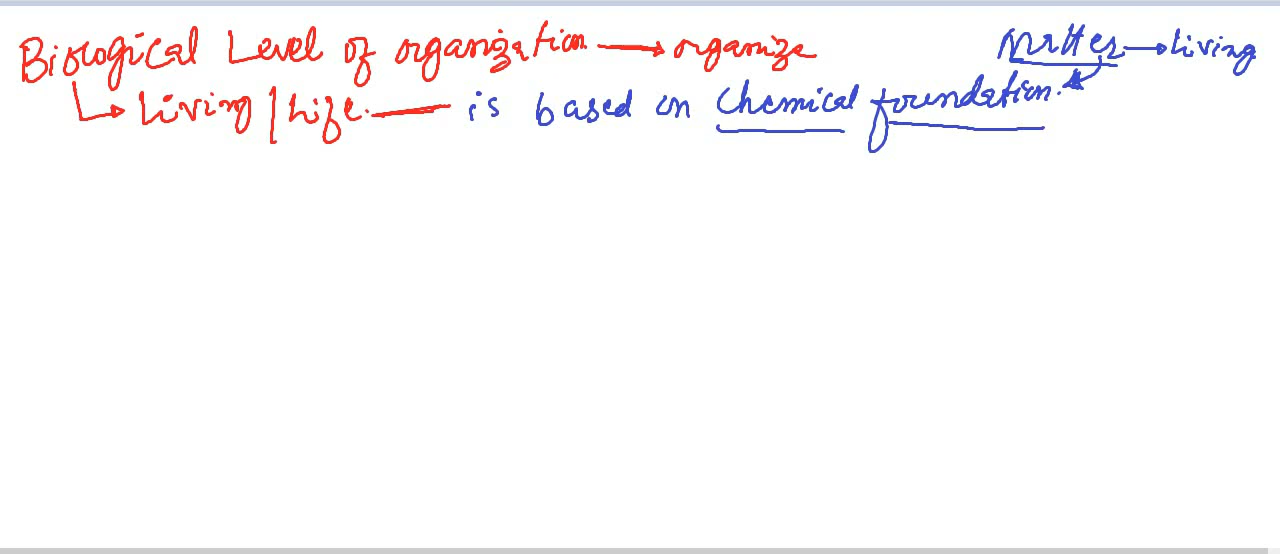 Biological Level of organization → organize Matter → Living
↳ Living / Life. — is based on Chemical foundation.